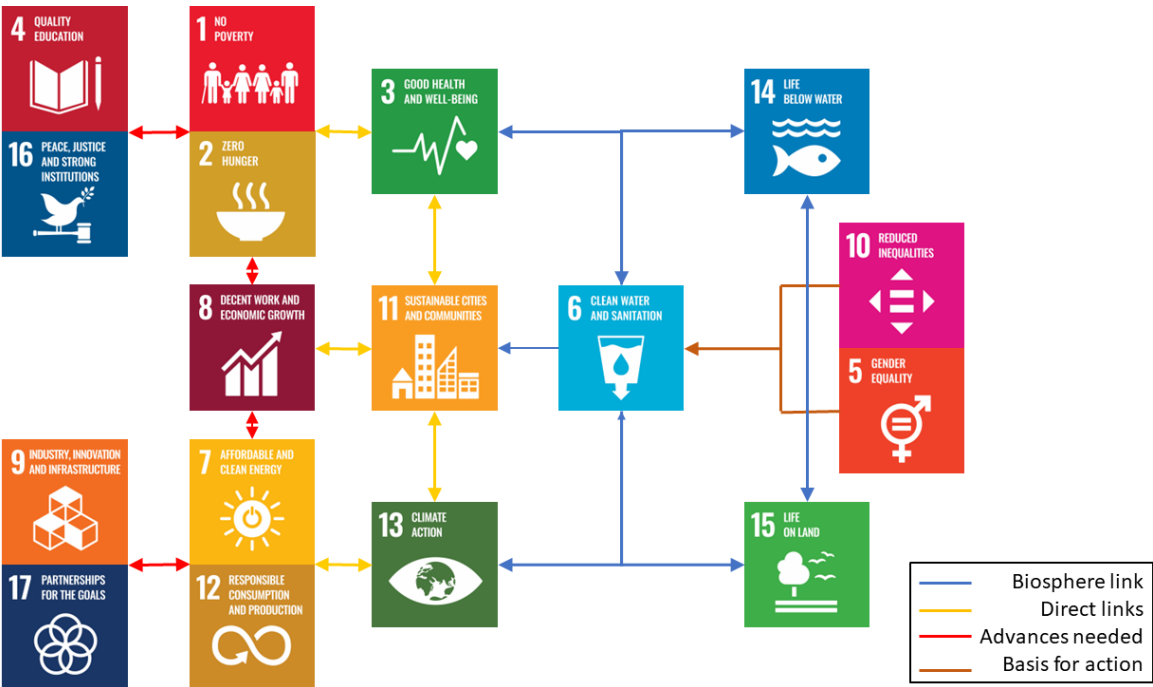 4 QUALITY
EDUCATION
1 NO
POVERTY
3 GOOD HEALTH
AND WELL-BEING
14 LIFE
BELOW WATER
16 PEACE, JUSTICE
AND STRONG
INSTITUTIONS
2 ZERO
HUNGER
10 REDUCED
INEQUALITIES
8 DECENT WORK AND
ECONOMIC GROWTH
11 SUSTAINABLE CITIES
AND COMMUNITIES
6 CLEAN WATER
AND SANITATION
5 GENDER
EQUALITY
9 INDUSTRY, INNOVATION
AND INFRASTRUCTURE
7 AFFORDABLE AND
CLEAN ENERGY
13 CLIMATE
ACTION
15 LIFE
ON LAND
17 PARTNERSHIPS
FOR THE GOALS
12 RESPONSIBLE
CONSUMPTION
AND PRODUCTION
Biosphere link
Direct links
Advances needed
Basis for action